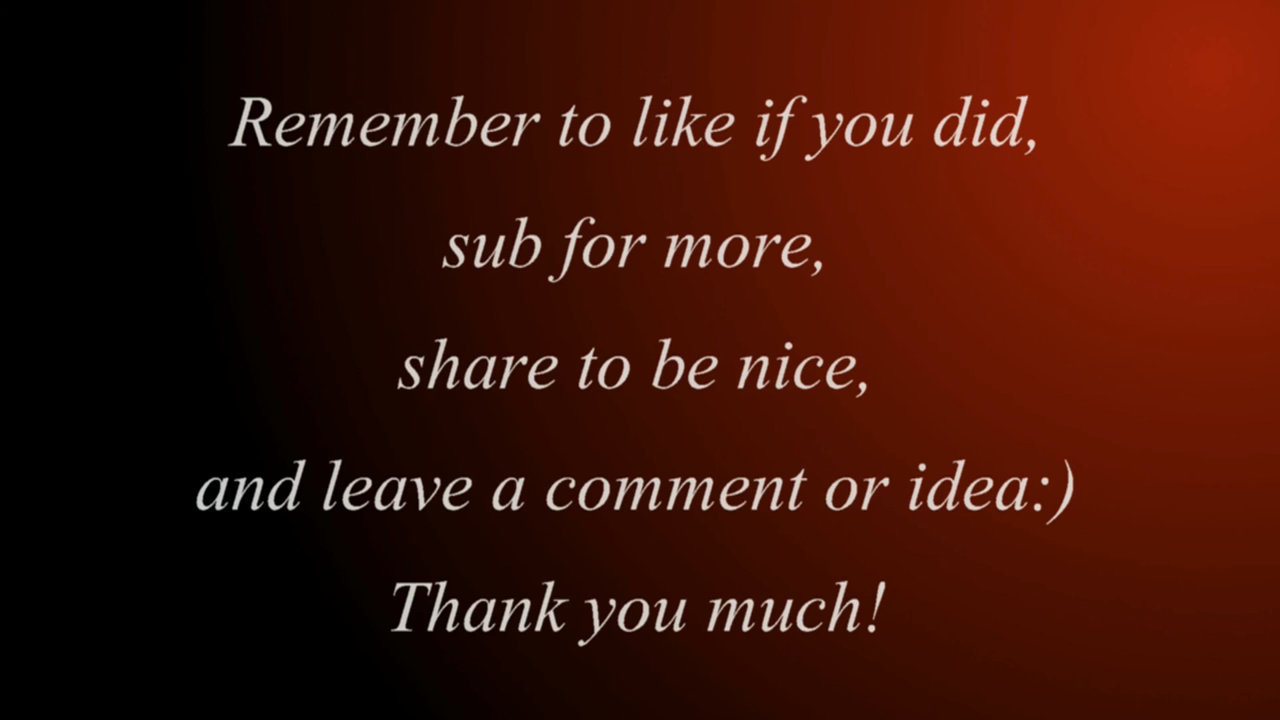 Remember to like if you did,
sub for more,
share to be nice,
and leave a comment or idea:)
Thank you much!